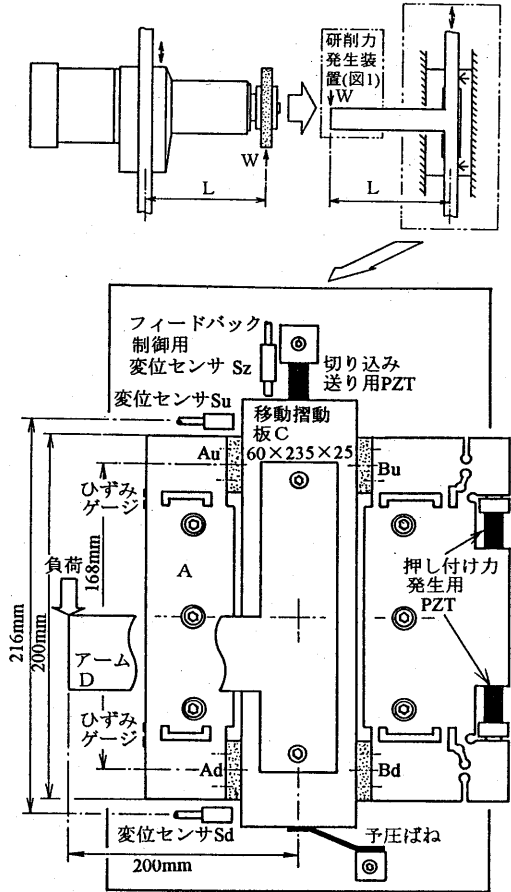 研削力
発生装
置(図1)
W
W
L
L
フィードバック
制御用
変位センサ Sz
切り込み
送り用PZT
変位センサSu
移動摺動
板C
60×235×25
Au
Bu
ひずみ
ゲージ
負荷
168mm
A
押し付け力
発生用
PZT
216mm
200mm
アーム
D
ひずみ
ゲージ
Ad
Bd
変位センサSd
予圧ばね
200mm